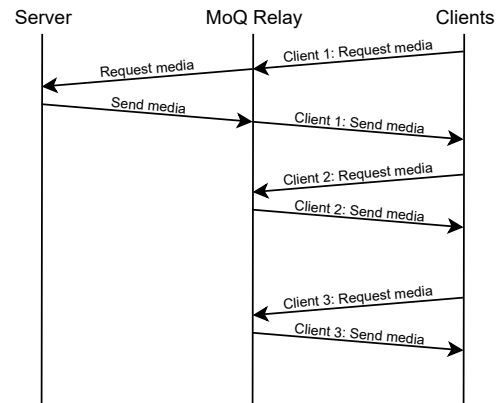 Server
MoQ Relay
Clients
Client 1: Request media
Request media
Send media
Client 1: Send media
Client 2: Request media
Client 2: Send media
Client 3: Request media
Client 3: Send media